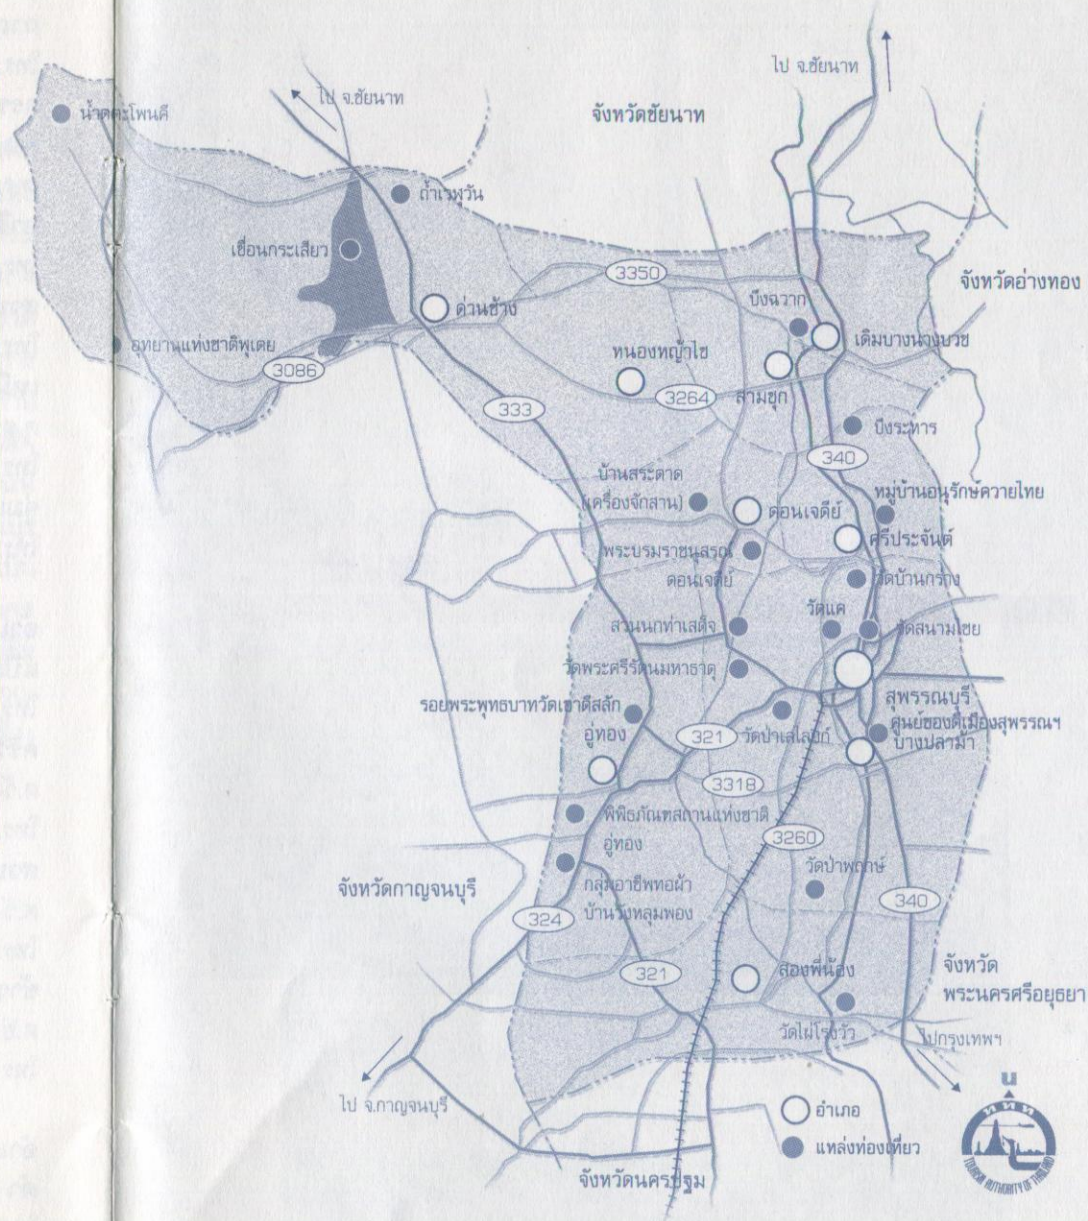 ไป จ.ชัยนาท
ไป จ.ชัยนาท
จังหวัดชัยนาท
น้ำตกตะเพินคี่
ถ้ำเวฬุวัน
เขื่อนกระเสียว
ด่านช้าง
3350
จังหวัดอ่างทอง
บึงฉวาก
เดิมบางนางบวช
อุทยานแห่งชาติพุเตย
3086
หนองหญ้าไซ
3264
สามชุก
333
บึงระหาร
340
บ้านสระดาด
(เครื่องจักสาน)
หมู่บ้านอนุรักษ์ควายไทย
ดอนเจดีย์
ศรีประจันต์
พระบรมราชนุสรณ์
ดอนเจดีย์
วัดบ้านกร่าง
วัดแค
สวนนกท่าเสด็จ
วัดสนามไชย
วัดพระศรีรัตนมหาธาตุ
สุพรรณบุรี
รอยพระพุทธบาทวัดเขาดีสลัก
อู่ทอง
321
วัดป่าเลไลยก์
ศูนย์ของดีเมืองสุพรรณฯ
บางปลาม้า
3318
พิพิธภัณฑสถานแห่งชาติ
อู่ทอง
3260
วัดป่าพฤกษ์
กลุ่มอาชีพทอผ้า
บ้านวังหลุมพอง
จังหวัดกาญจนบุรี
340
324
321
สองพี่น้อง
จังหวัด
พระนครศรีอยุธยา
วัดไผ่โรงวัว
ไปกรุงเทพฯ
ไป จ.กาญจนบุรี
อำเภอ
แหล่งท่องเที่ยว
จังหวัดนครปฐม
น
ททท
TOURISM AUTHORITY OF THAILAND